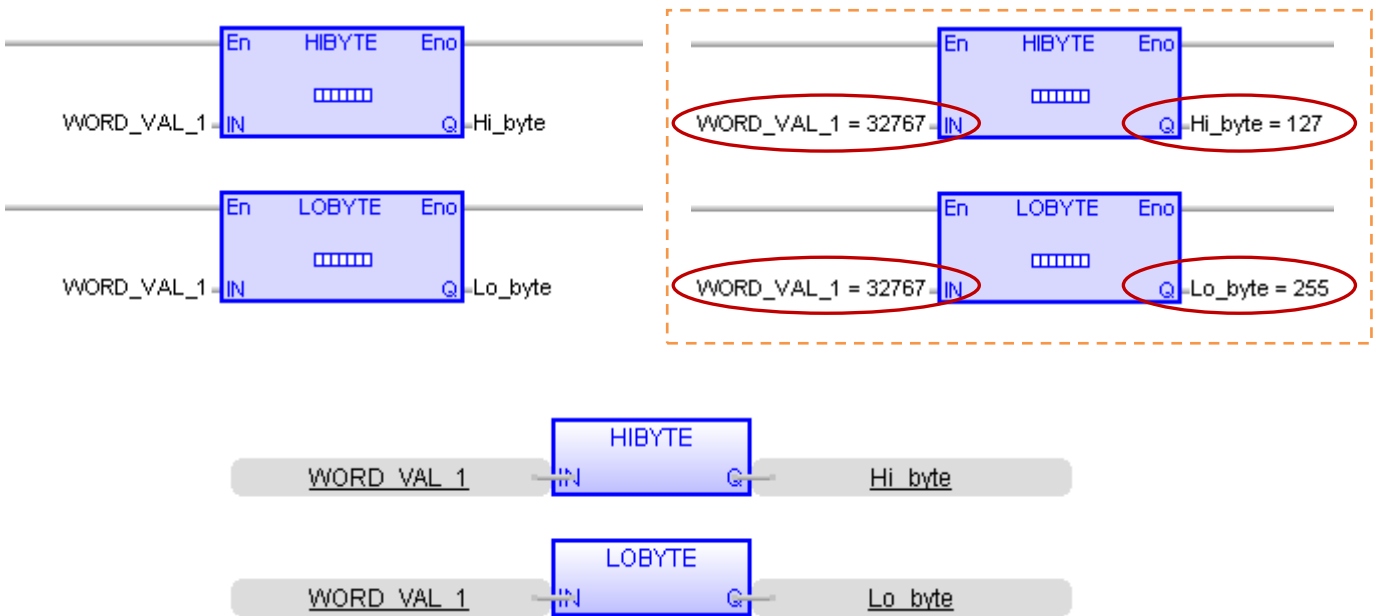 En HIBYTE Eno
WORD_VAL_1 IN Q Hi_byte
En LOBYTE Eno
WORD_VAL_1 IN Q Lo_byte
En HIBYTE Eno
WORD_VAL_1 = 32767 IN Q Hi_byte = 127
En LOBYTE Eno
WORD_VAL_1 = 32767 IN Q Lo_byte = 255
HIBYTE
WORD_VAL_1 IN Q Hi_byte
LOBYTE
WORD_VAL_1 IN Q Lo_byte